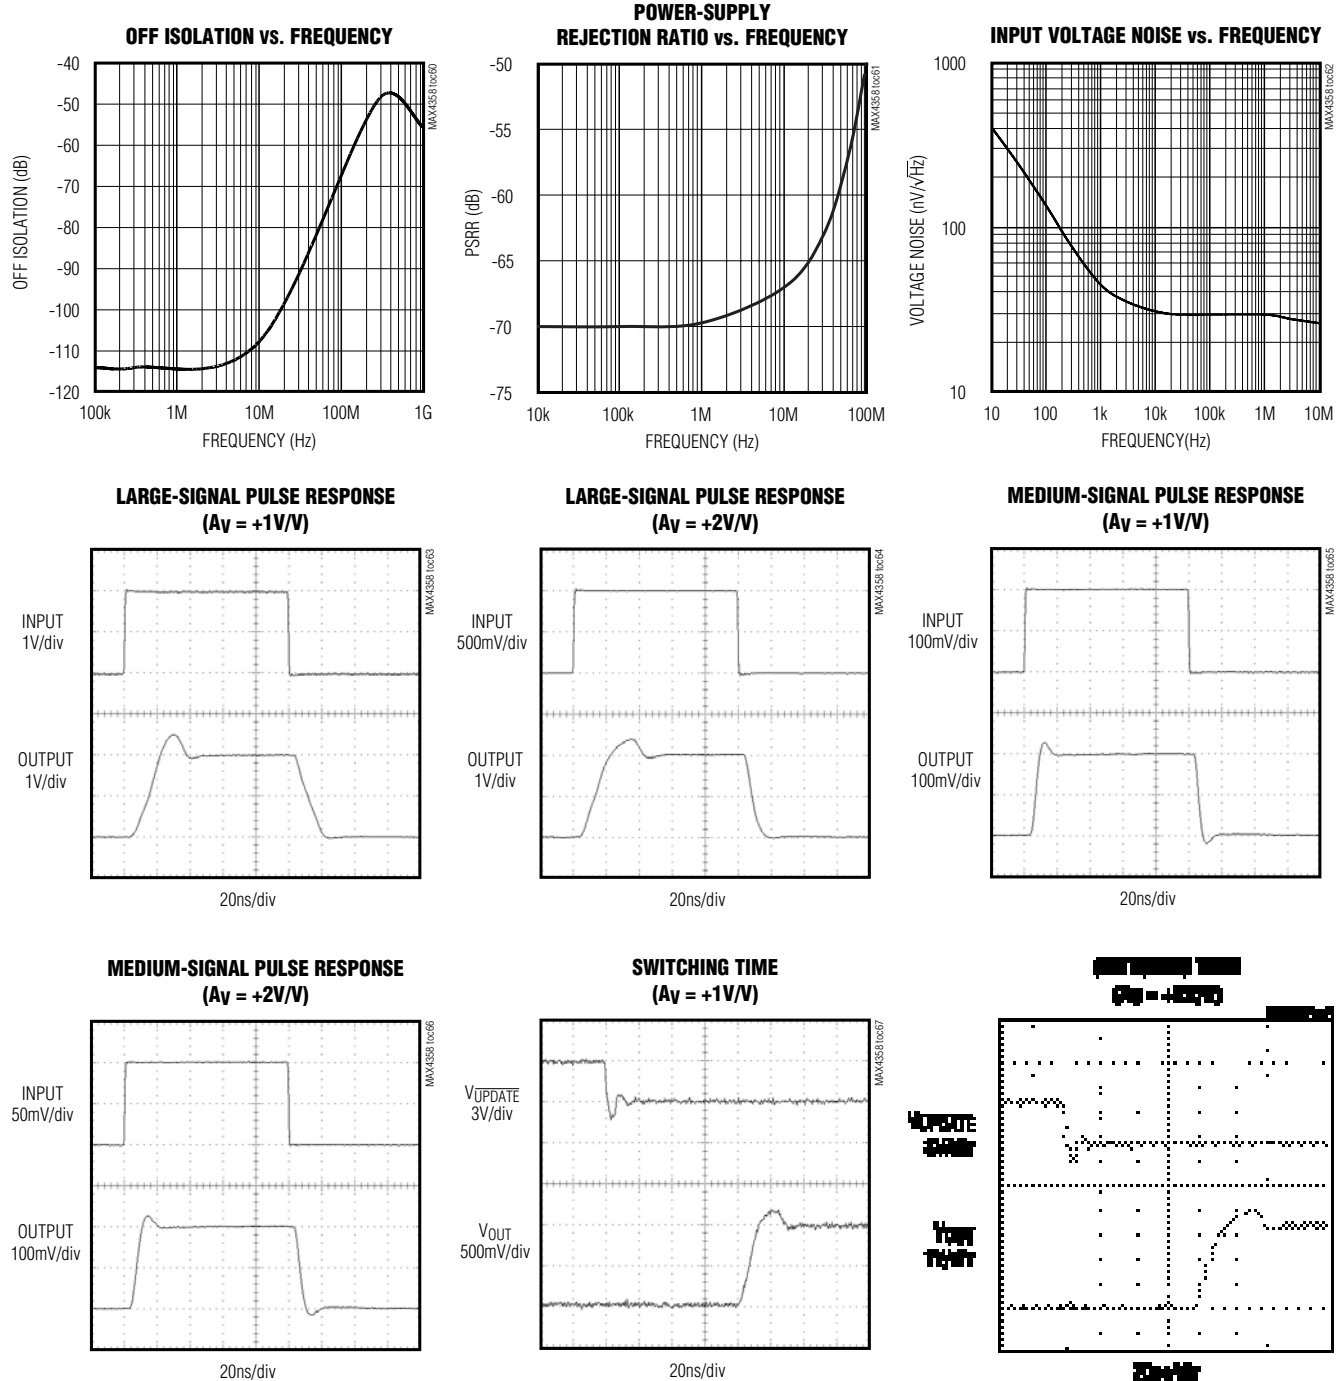 OFF ISOLATION vs. FREQUENCY
MAX4358 toc60
OFF ISOLATION (dB)
-40
-50
-60
-70
-80
-90
-100
-110
-120
100k 1M 10M 100M 1G
FREQUENCY (Hz)
POWER-SUPPLY
REJECTION RATIO vs. FREQUENCY
MAX4358 toc61
PSRR (dB)
-50
-55
-60
-65
-70
-75
10k 100k 1M 10M 100M
FREQUENCY (Hz)
INPUT VOLTAGE NOISE vs. FREQUENCY
MAX4358 toc62
VOLTAGE NOISE (nV/√Hz)
1000
100
10
10 100 1k 10k 100k 1M 10M
FREQUENCY(Hz)
LARGE-SIGNAL PULSE RESPONSE
(AV = +1V/V)
MAX4358 toc63
INPUT
1V/div
OUTPUT
1V/div
20ns/div
LARGE-SIGNAL PULSE RESPONSE
(AV = +2V/V)
MAX4358 toc64
INPUT
500mV/div
OUTPUT
1V/div
20ns/div
MEDIUM-SIGNAL PULSE RESPONSE
(AV = +1V/V)
MAX4358 toc65
INPUT
100mV/div
OUTPUT
100mV/div
20ns/div
MEDIUM-SIGNAL PULSE RESPONSE
(AV = +2V/V)
MAX4358 toc66
INPUT
50mV/div
OUTPUT
100mV/div
20ns/div
SWITCHING TIME
(AV = +1V/V)
MAX4358 toc67
VUPDATE
3V/div
VOUT
500mV/div
20ns/div